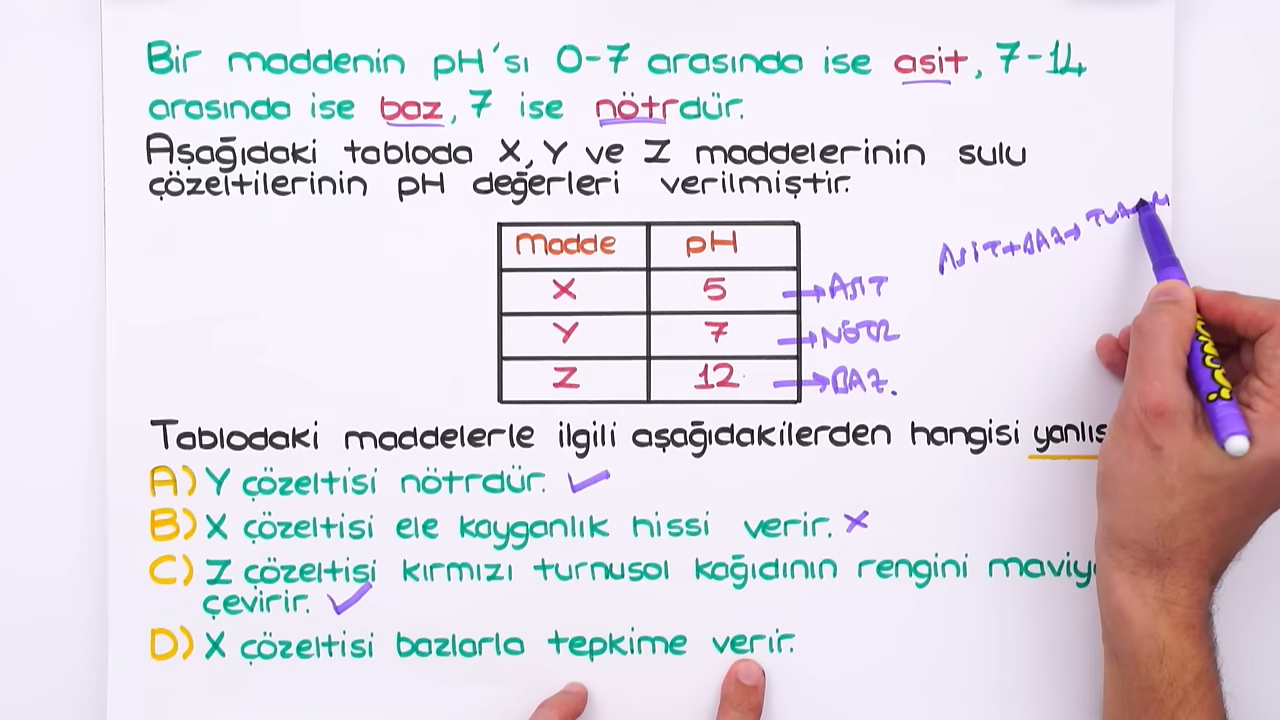 Bir maddenin pH'sı 0-7 arasında ise asit, 7-14
arasında ise baz, 7 ise nötrdür.
Aşağıdaki tabloda X, Y ve Z maddelerinin sulu
çözeltilerinin pH değerleri verilmiştir.
Madde pH
X 5 → ASİT
Y 7 → NÖTR
Z 12 → BAZ.
ASİT + BAZ →
Tablodaki maddelerle ilgili aşağıdakilerden hangisi yanlış
A) Y çözeltisi nötrdür. ✓
B) X çözeltisi ele kayganlık hissi verir. X
C) Z çözeltisi kırmızı turnusol kağıdının rengini maviy
çevirir. ✓
D) X çözeltisi bazlarla tepkime verir.